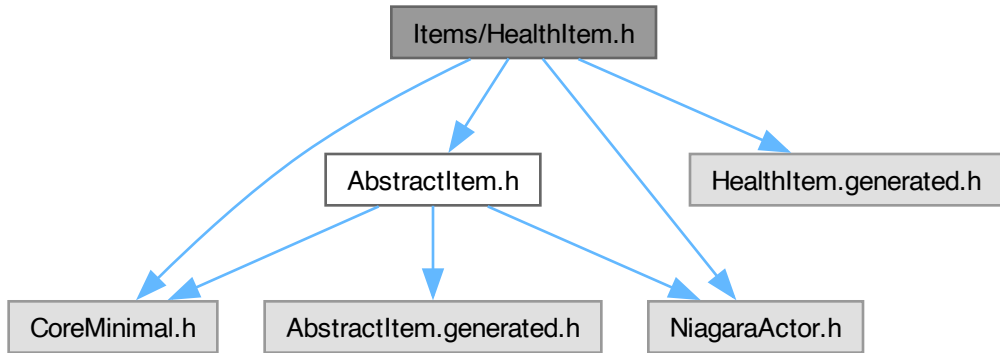 Items/HealthItem.h
AbstractItem.h
HealthItem.generated.h
CoreMinimal.h
AbstractItem.generated.h
NiagaraActor.h